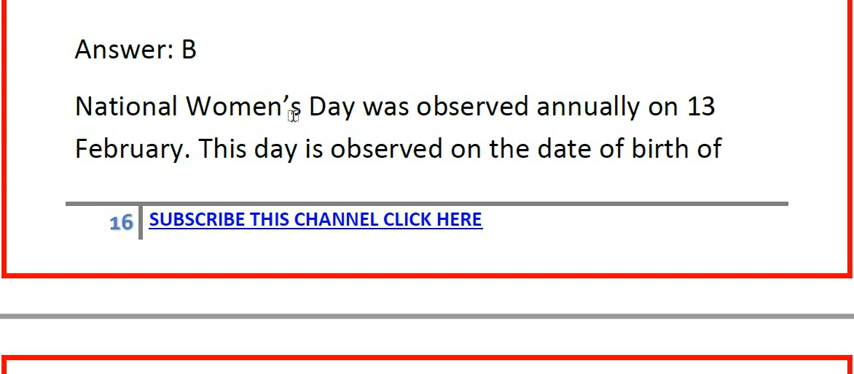 Answer: B
National Women’s Day was observed annually on 13
February. This day is observed on the date of birth of
16 SUBSCRIBE THIS CHANNEL CLICK HERE